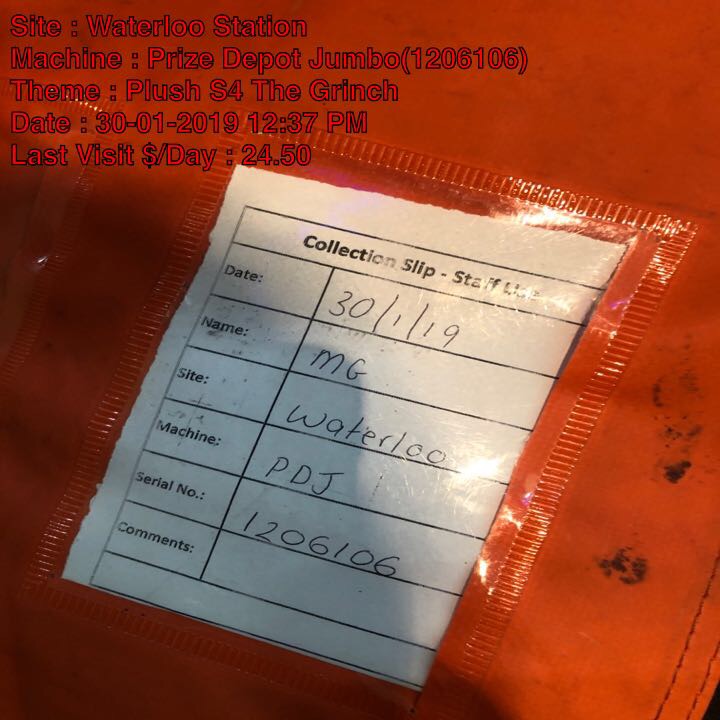 Site : Waterloo Station
Machine : Prize Depot Jumbo(1206106)
Theme : Plush S4 The Grinch
Date : 30-01-2019 12:37 PM
Last Visit $/Day : 24.50
Collection Slip - Staff Use
Date: 30/1/19
Name: MG
Site: Waterloo
Machine: PDJ
Serial No.: 1206106
Comments: